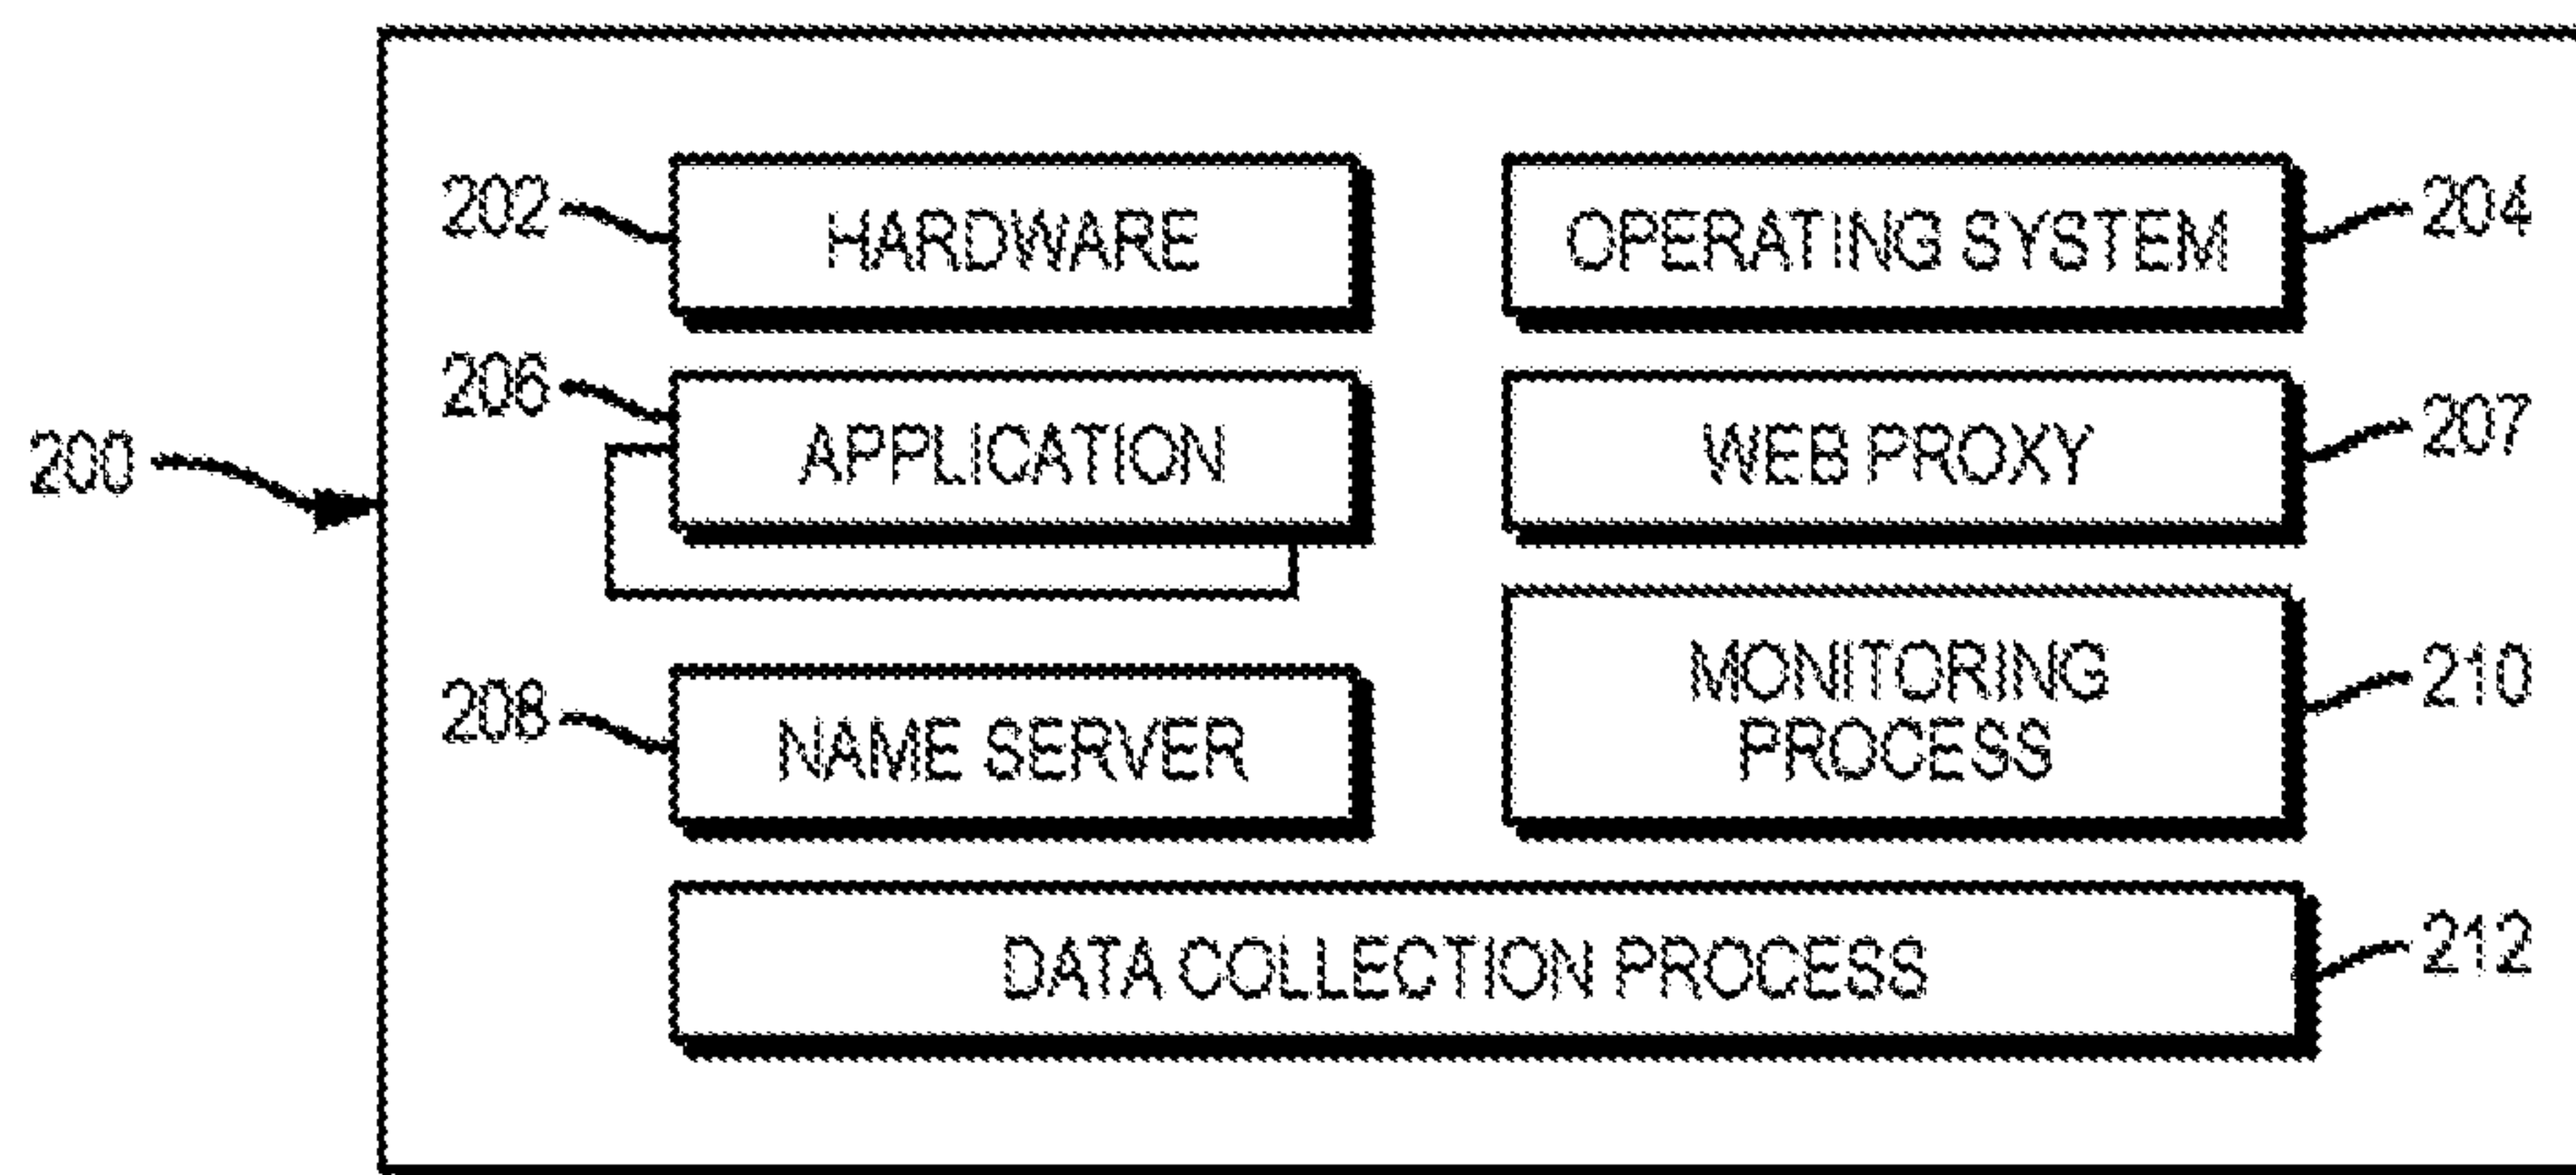 202 HARDWARE OPERATING SYSTEM 204
206 APPLICATION WEB PROXY 207
200
208 NAME SERVER MONITORING PROCESS 210
DATA COLLECTION PROCESS 212